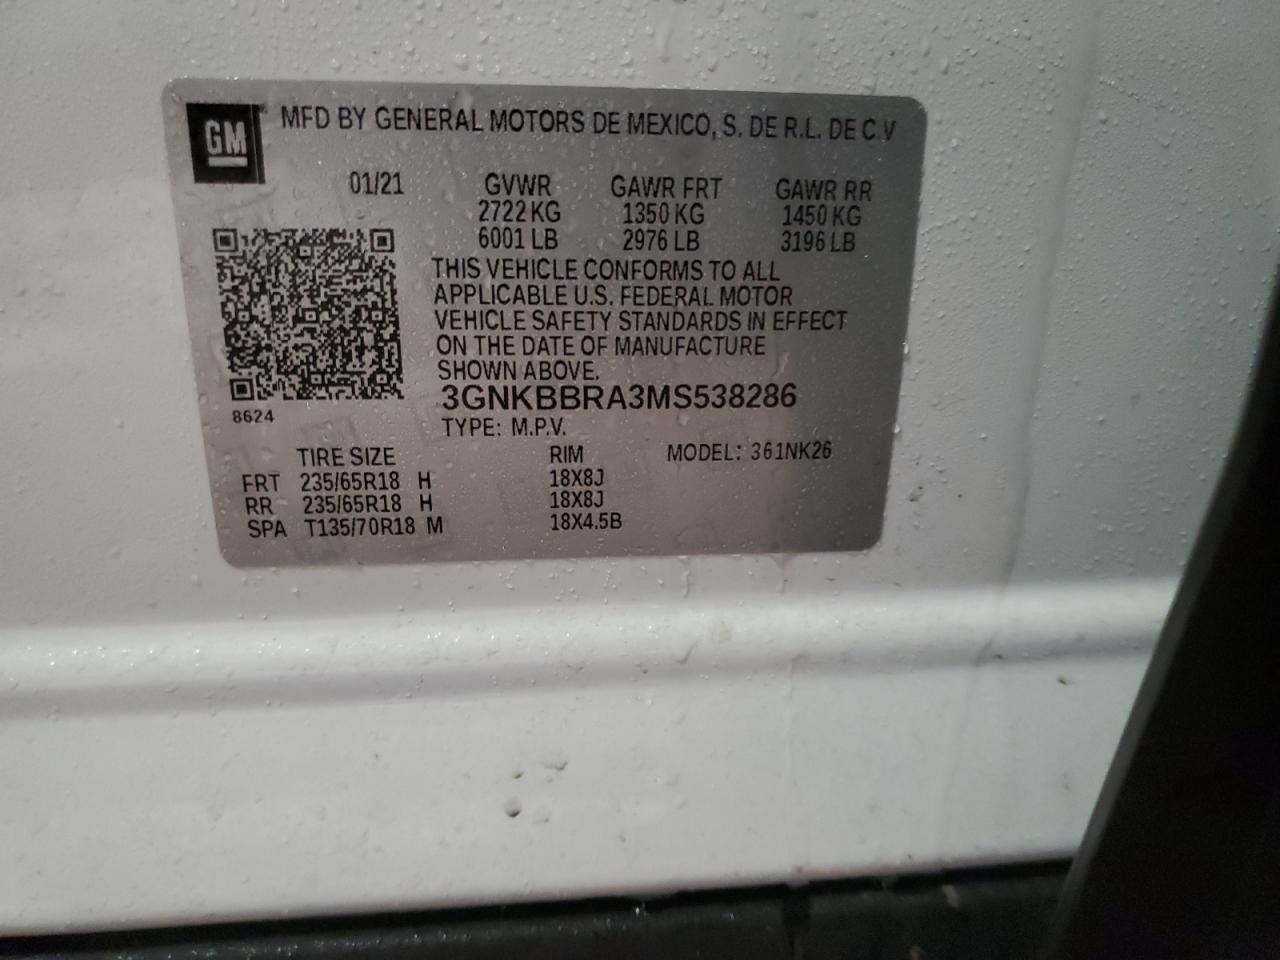 GM MFD BY GENERAL MOTORS DE MEXICO, S. DE R.L. DE C.V
01/21 GVWR GAWR FRT GAWR RR
2722 KG 1350 KG 1450 KG
6001 LB 2976 LB 3196 LB
THIS VEHICLE CONFORMS TO ALL
APPLICABLE U.S. FEDERAL MOTOR
VEHICLE SAFETY STANDARDS IN EFFECT
ON THE DATE OF MANUFACTURE
SHOWN ABOVE.
3GNKBBRA3MS538286
8624
TYPE: M.P.V.
TIRE SIZE RIM MODEL: 361NK26
FRT 235/65R18 H 18X8J
RR 235/65R18 H 18X8J
SPA T135/70R18 M 18X4.5B